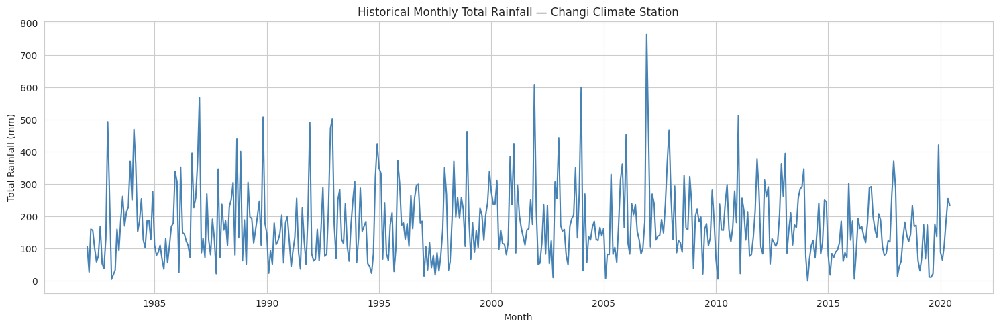 Historical Monthly Total Rainfall — Changi Climate Station
Total Rainfall (mm)
800
700
600
500
400
300
200
100
0
1985 1990 1995 2000 2005 2010 2015 2020
Month